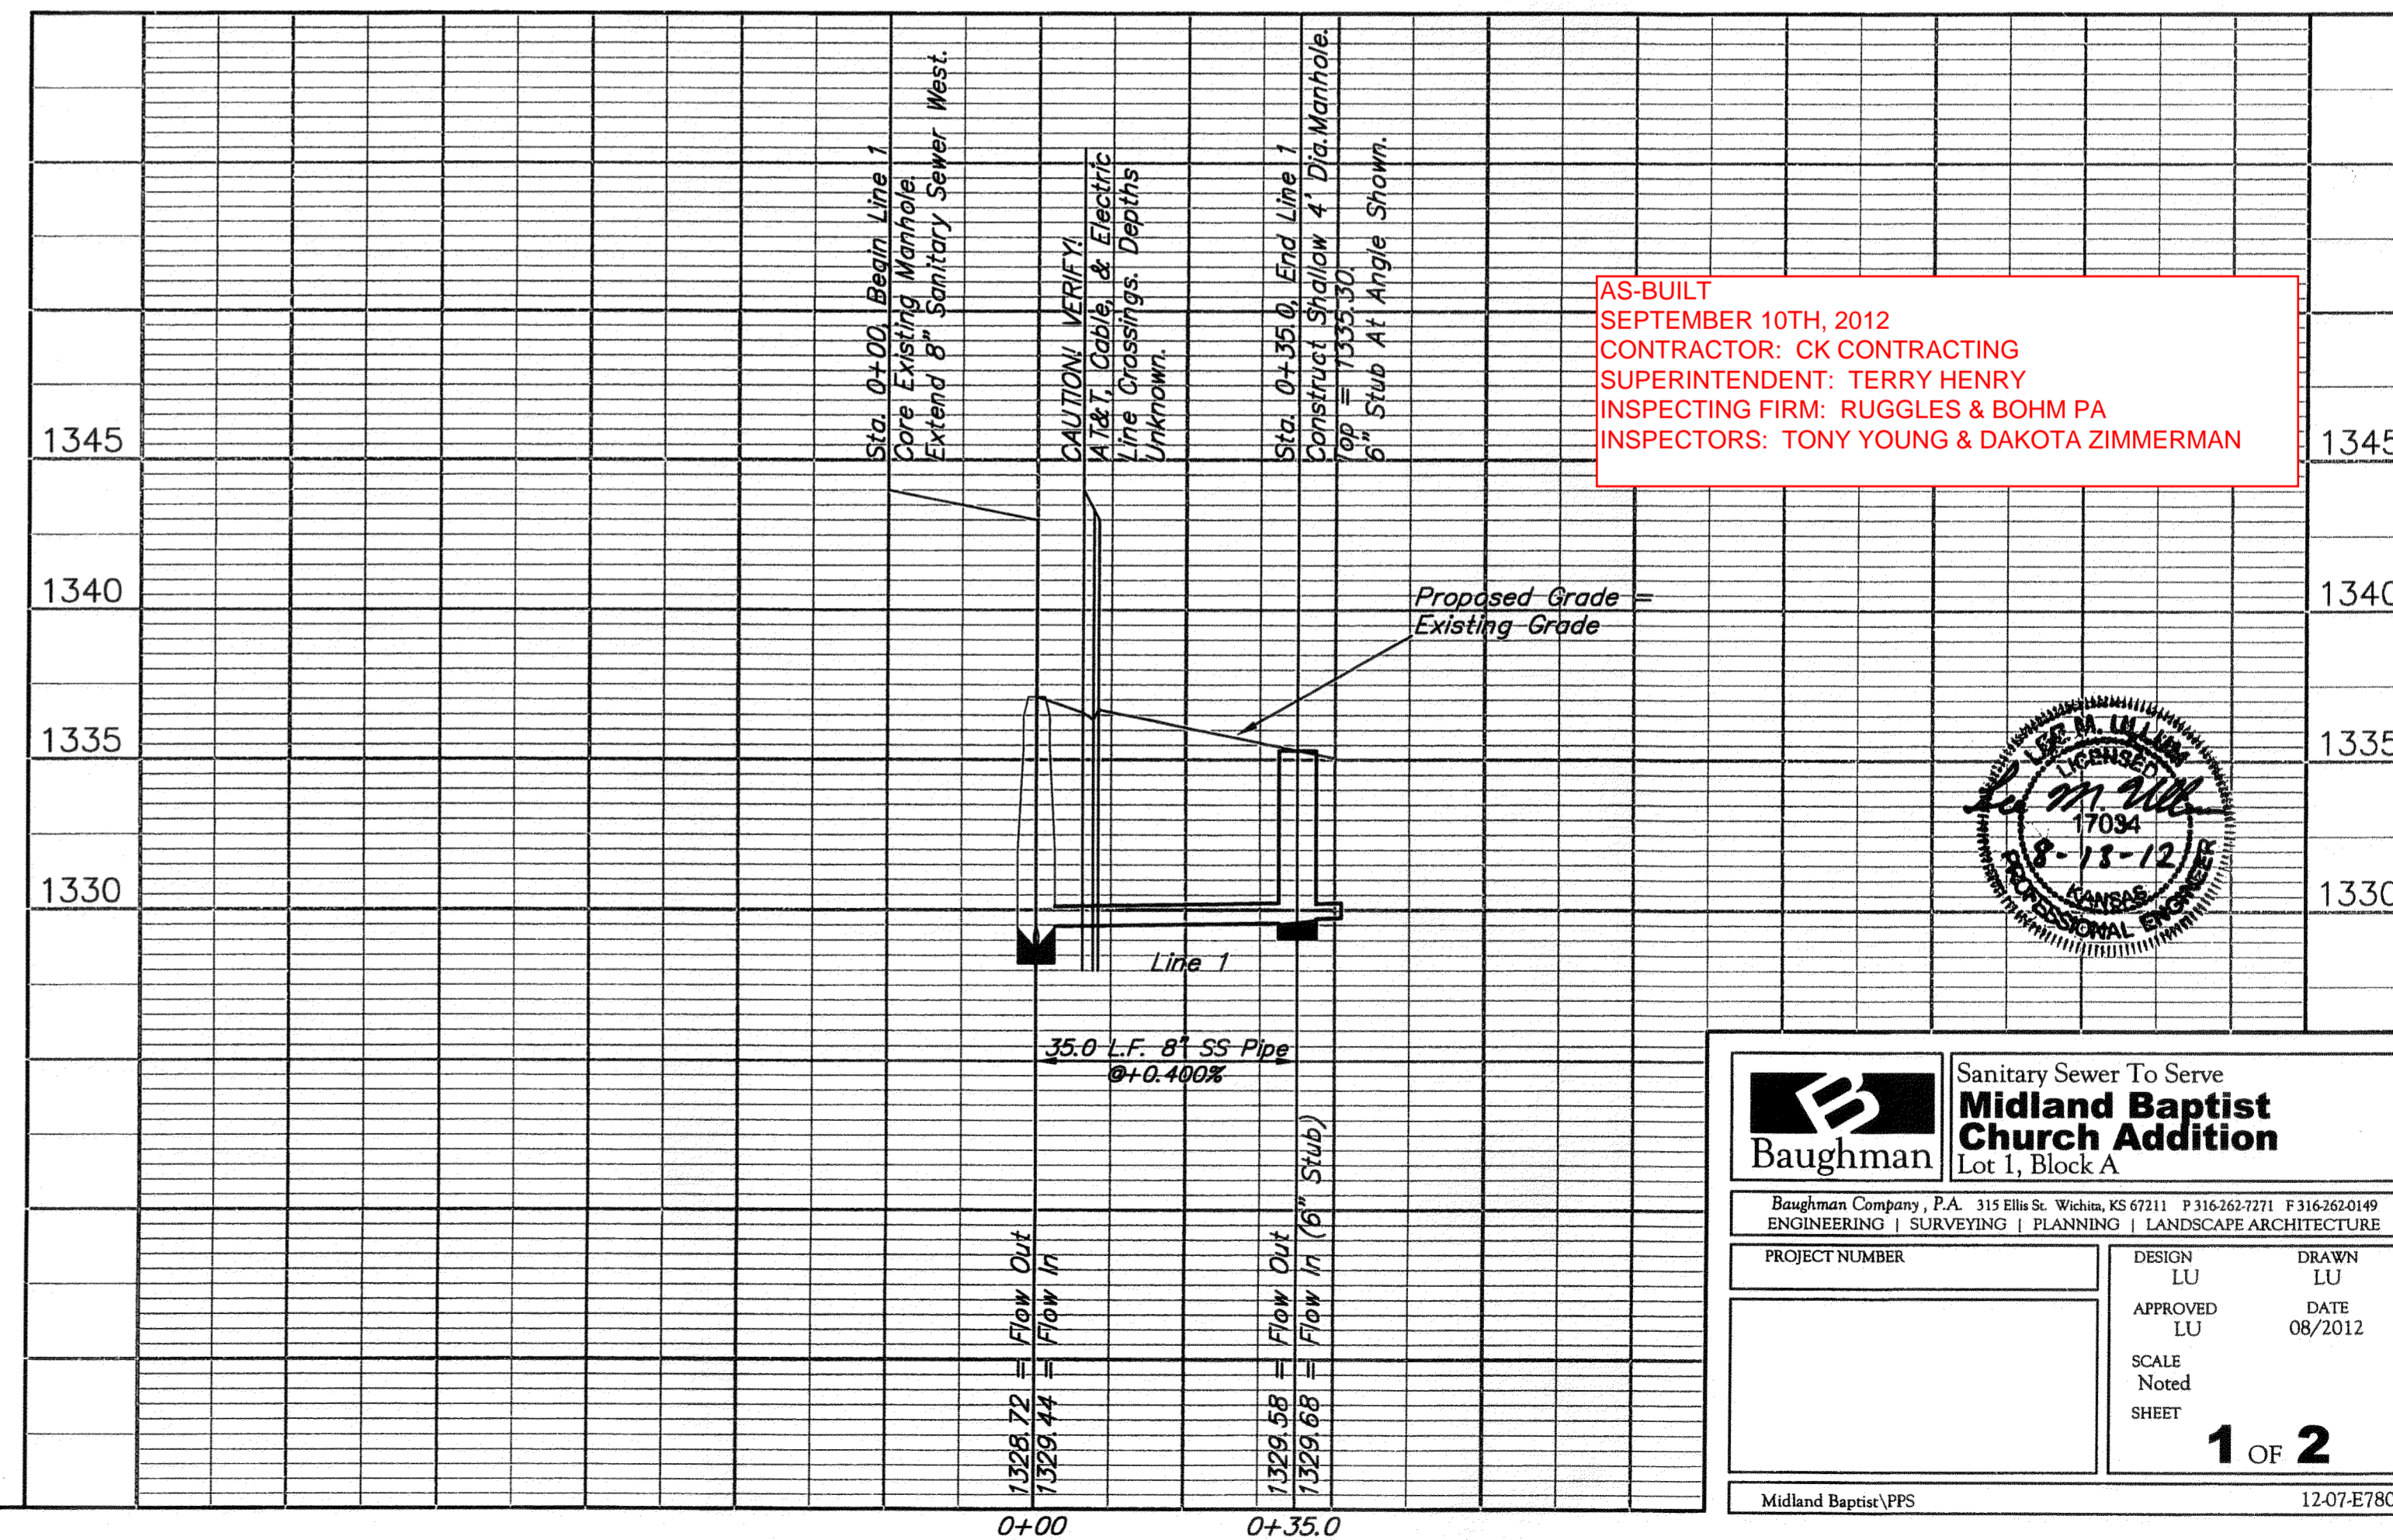 Sta. 0+00, Begin Line 1
Core Existing Manhole.
Extend 8" Sanitary Sewer West.
CAUTION! VERIFY!
AT&T, Cable, & Electric
Line Crossings. Depths
Unknown.
Sta. 0+35.0, End Line 1
Construct Shallow 4' Dia.Manhole.
Top = 1335.30.
6" Stub At Angle Shown.
AS-BUILT
SEPTEMBER 10TH, 2012
CONTRACTOR: CK CONTRACTING
SUPERINTENDENT: TERRY HENRY
INSPECTING FIRM: RUGGLES & BOHM PA
INSPECTORS: TONY YOUNG & DAKOTA ZIMMERMAN
1345
1345
1340
1340
Proposed Grade =
Existing Grade
1335
1335
1330
1330
LEE M. ULLUM
LICENSED
17034
8-13-12
KANSAS
PROFESSIONAL ENGINEER
Line 1
35.0 L.F. 8" SS Pipe
@+0.400%
1328.72 = Flow Out
1329.44 = Flow In
1329.58 = Flow Out
1329.68 = Flow In (6" Stub)
0+00
0+35.0
Baughman
Sanitary Sewer To Serve
Midland Baptist
Church Addition
Lot 1, Block A
Baughman Company, P.A. 315 Ellis St. Wichita, KS 67211 P 316-262-7271 F 316-262-0149
ENGINEERING | SURVEYING | PLANNING | LANDSCAPE ARCHITECTURE
PROJECT NUMBER
DESIGN
LU
DRAWN
LU
APPROVED
LU
DATE
08/2012
SCALE
Noted
SHEET
1 OF 2
Midland Baptist\PPS
12-07-E780